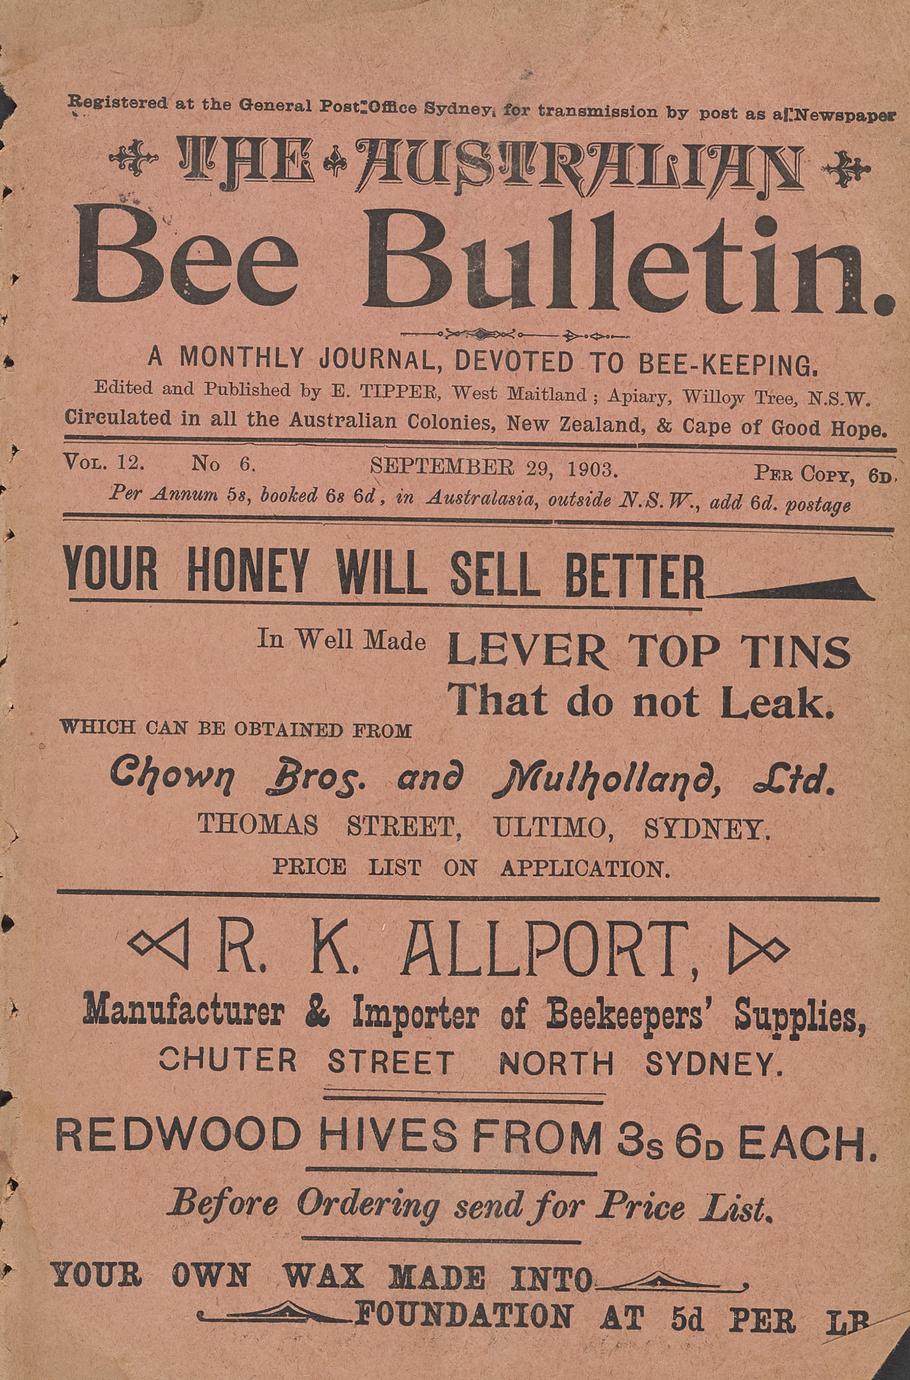 Registered at the General Post Office Sydney, for transmission by post as a Newspaper
THE AUSTRALIAN
Bee Bulletin.
A MONTHLY JOURNAL, DEVOTED TO BEE-KEEPING.
Edited and Published by E. TIPPER, West Maitland ; Apiary, Willow Tree, N.S.W.
Circulated in all the Australian Colonies, New Zealand, & Cape of Good Hope.
VOL. 12. No 6. SEPTEMBER 29, 1903. PER COPY, 6D.
Per Annum 5s, booked 6s 6d, in Australasia, outside N.S.W., add 6d. postage
YOUR HONEY WILL SELL BETTER
In Well Made LEVER TOP TINS
That do not Leak.
WHICH CAN BE OBTAINED FROM
Chown Bros. and Mulholland, Ltd.
THOMAS STREET, ULTIMO, SYDNEY.
PRICE LIST ON APPLICATION.
R. K. ALLPORT,
Manufacturer & Importer of Beekeepers' Supplies,
CHUTER STREET NORTH SYDNEY.
REDWOOD HIVES FROM 3s 6D EACH.
Before Ordering send for Price List.
YOUR OWN WAX MADE INTO
FOUNDATION AT 5d PER LB